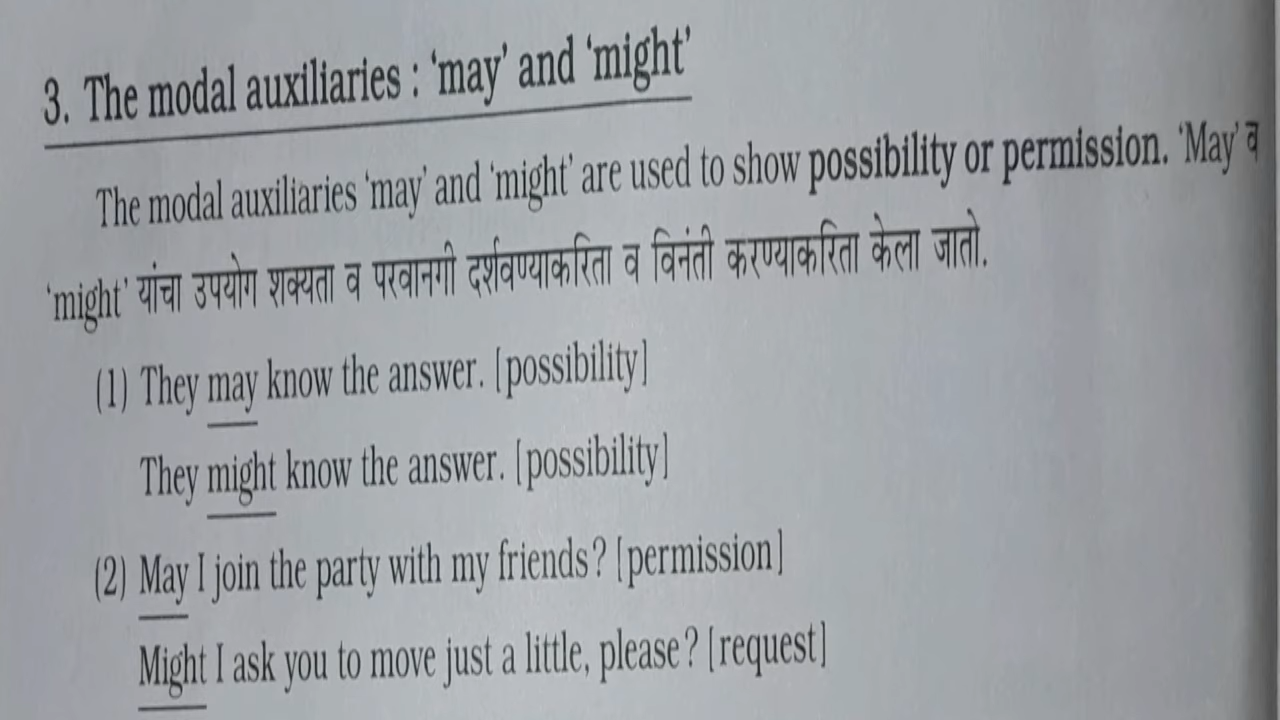 3. The modal auxiliaries : ‘may’ and ‘might’
The modal auxiliaries ‘may’ and ‘might’ are used to show possibility or permission. ‘May’ व
‘might’ यांचा उपयोग शक्यता व परवानगी दर्शवण्याकरिता व विनंती करण्याकरिता केला जातो.
(1) They may know the answer. [possibility]
They might know the answer. [possibility]
(2) May I join the party with my friends? [permission]
Might I ask you to move just a little, please? [request]